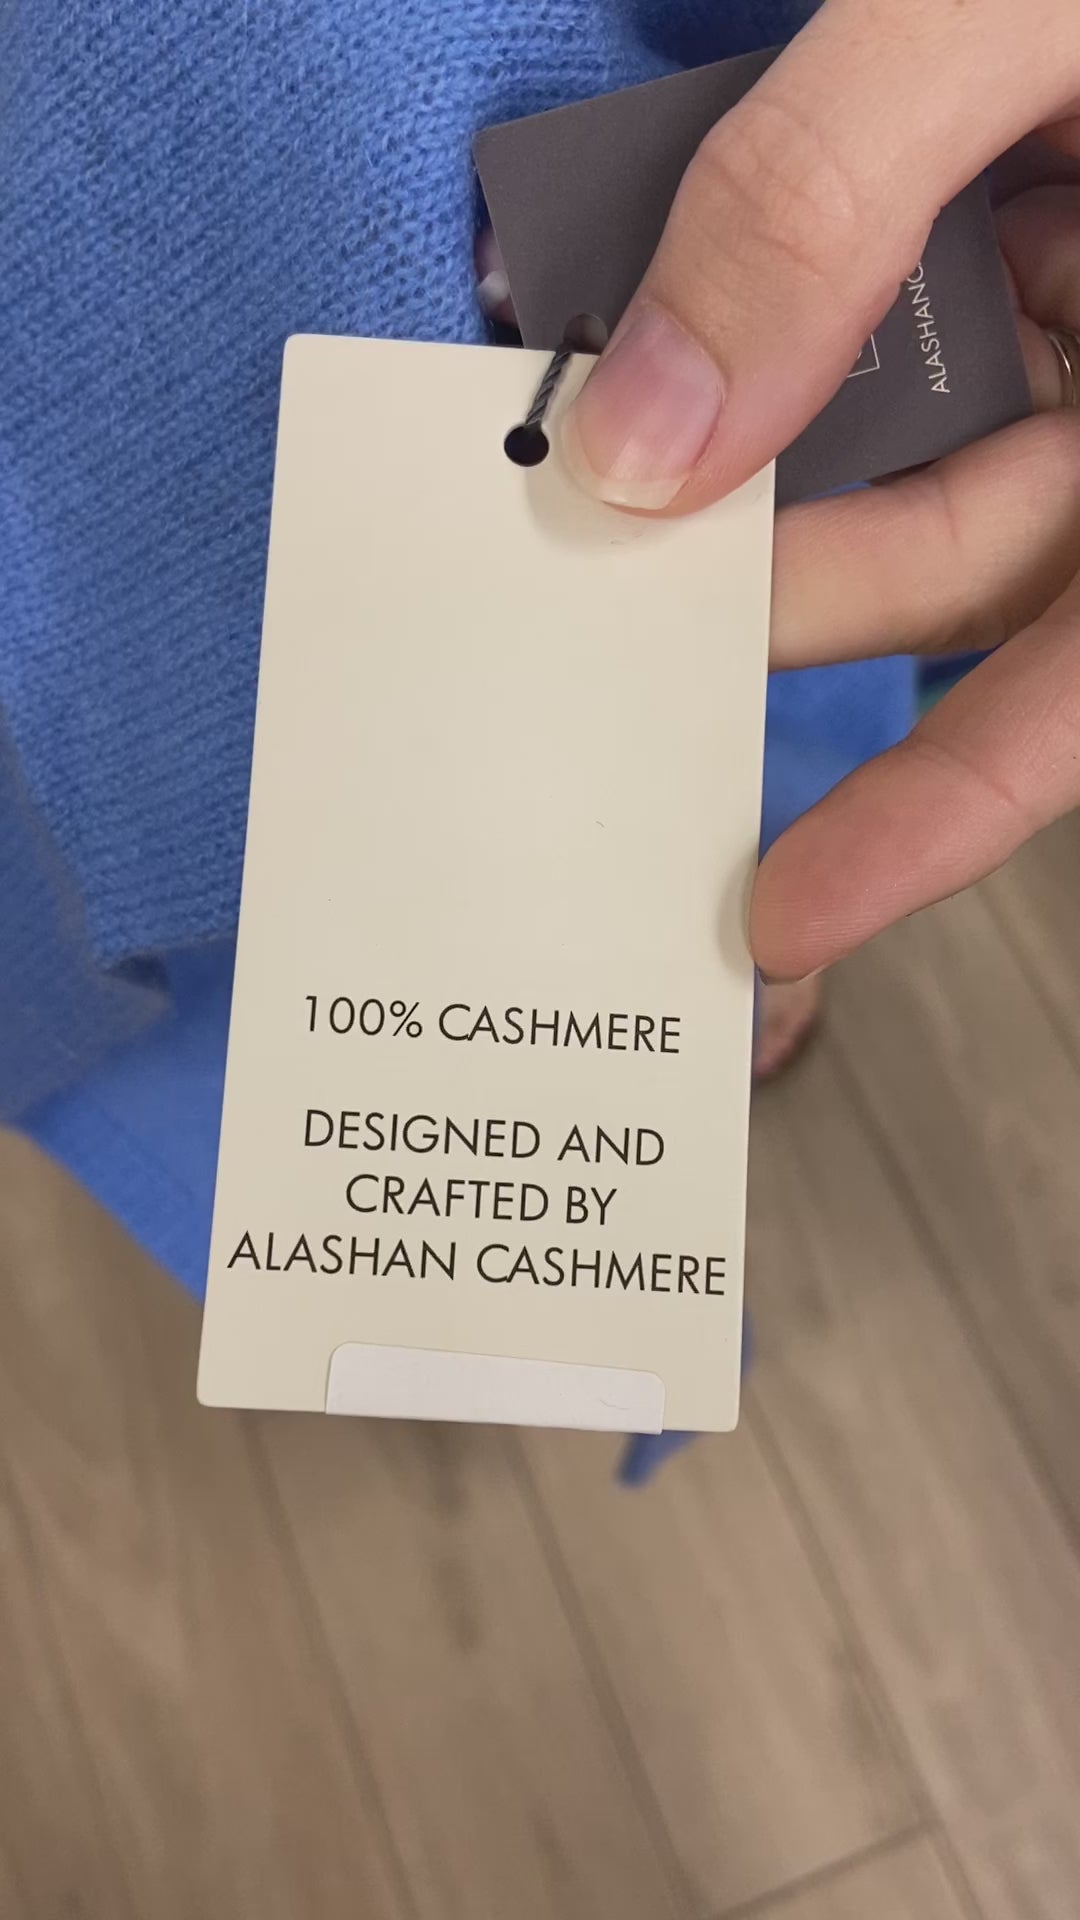 100% CASHMERE
DESIGNED AND
CRAFTED BY
ALASHAN CASHMERE